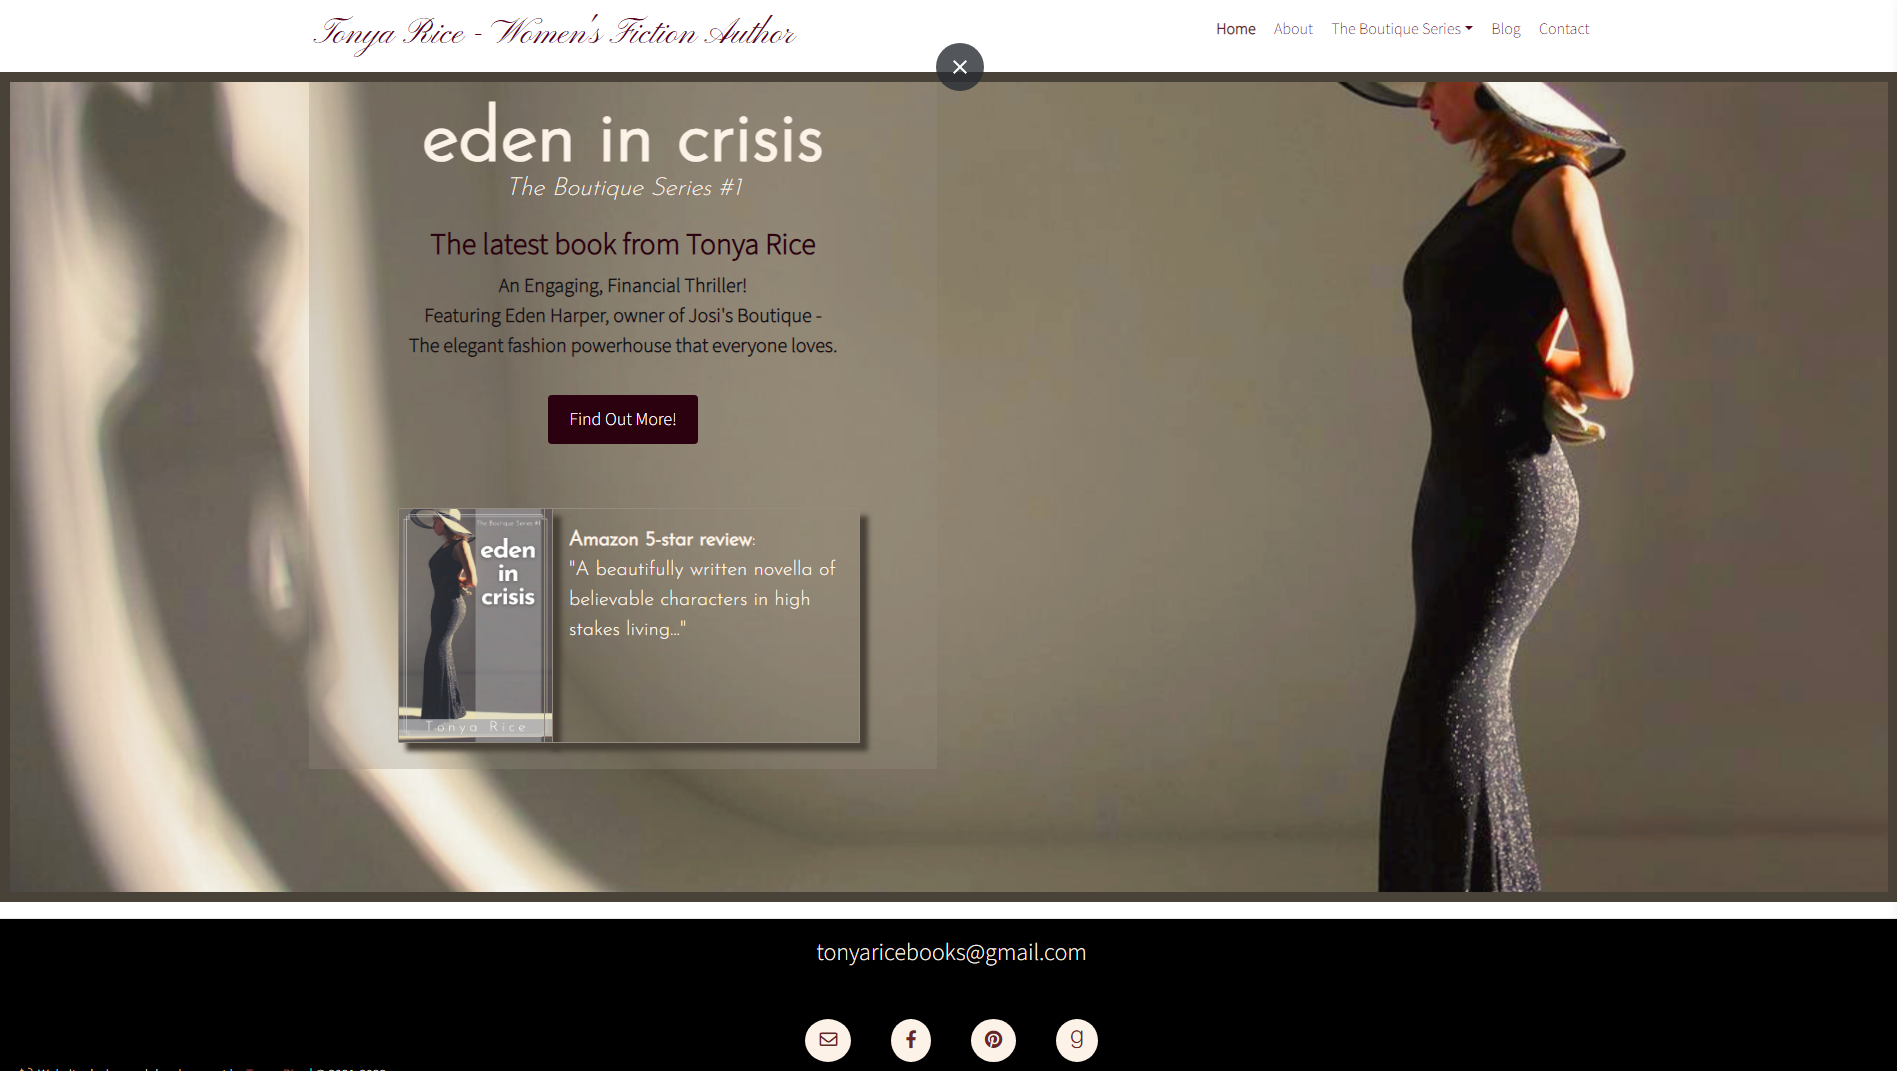 Tonya Rice - Women's Fiction Author
Home About The Boutique Series Blog Contact
eden in crisis
The Boutique Series #1
The latest book from Tonya Rice
An Engaging, Financial Thriller!
Featuring Eden Harper, owner of Josi's Boutique -
The elegant fashion powerhouse that everyone loves.
Find Out More!
The Boutique Series #1
eden
in
crisis
Tonya Rice
Amazon 5-star review:
"A beautifully written novella of
believable characters in high
stakes living..."
tonyaricebooks@gmail.com